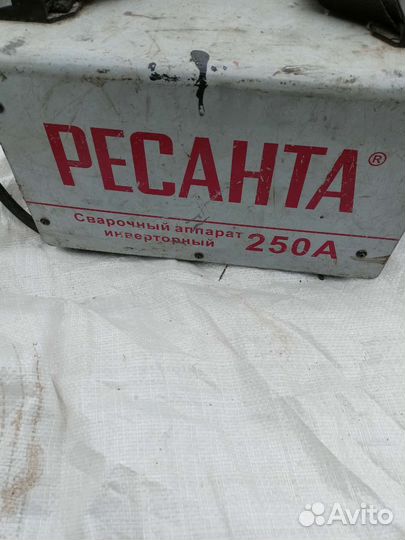 РЕСАНТА®
Сварочный аппарат
инверторный 250А
Avito